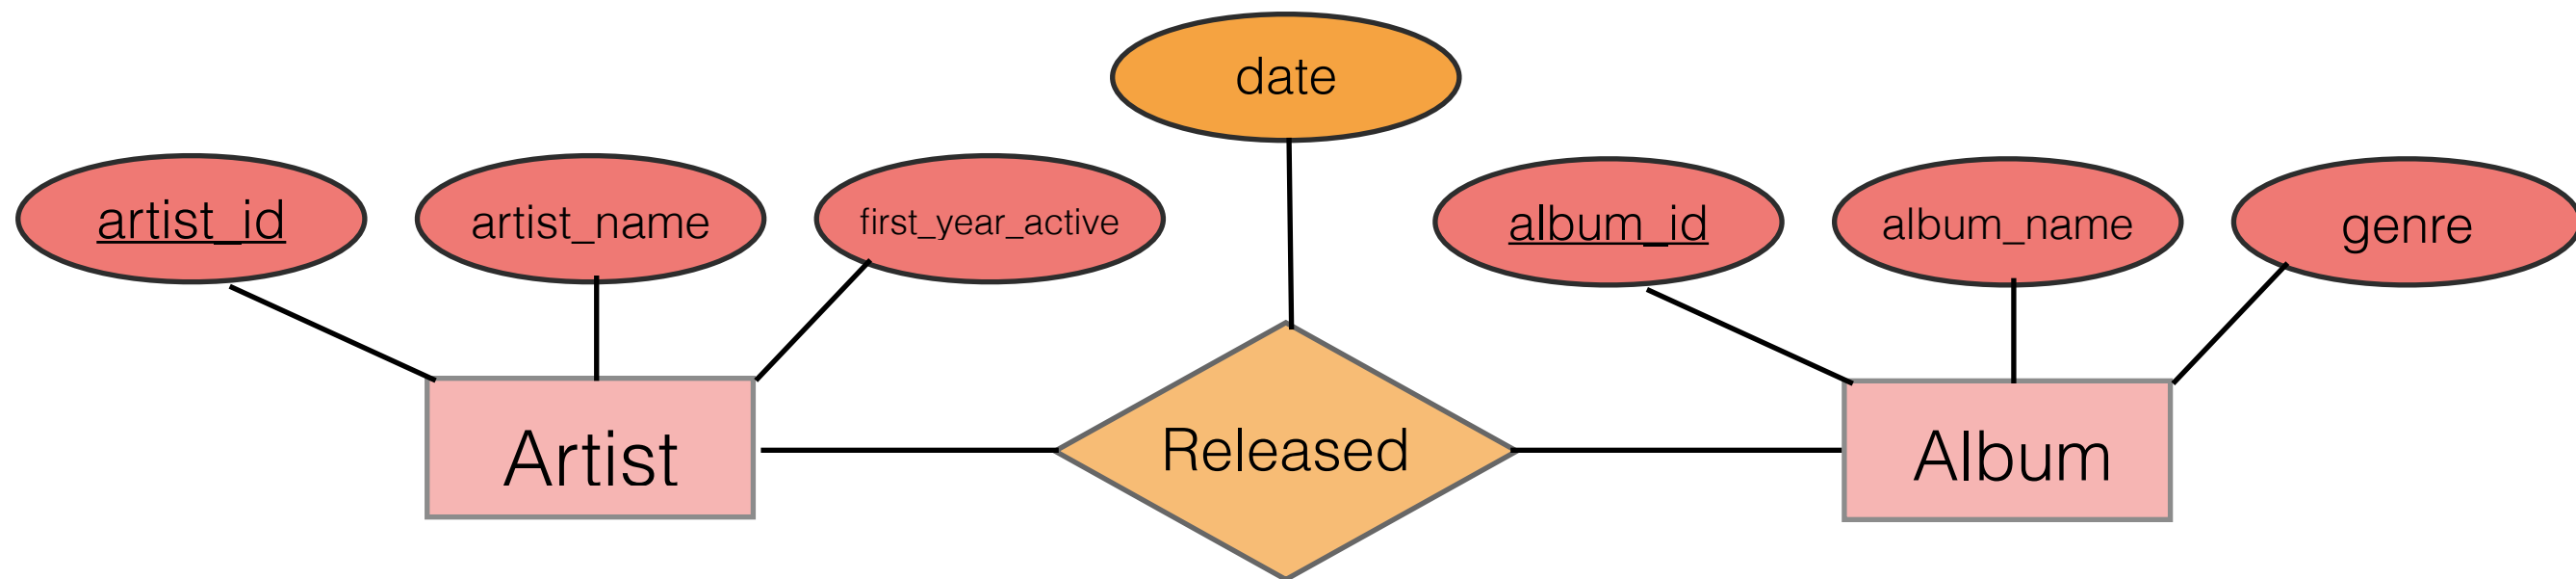 date
artist_id
artist_name
first_year_active
album_id
album_name
genre
Artist
Released
Album